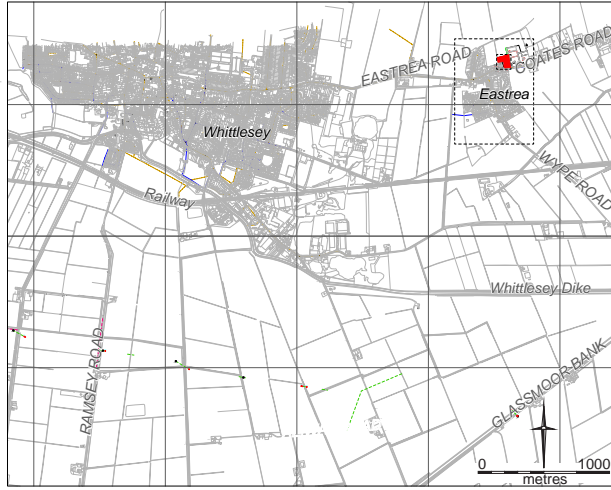 EASTREA ROAD
COATES ROAD
Eastrea
Whittlesey
WYPE ROAD
Railway
Whittlesey Dike
RAMSEY ROAD
GLASSMOOR BANK
0 1000
metres